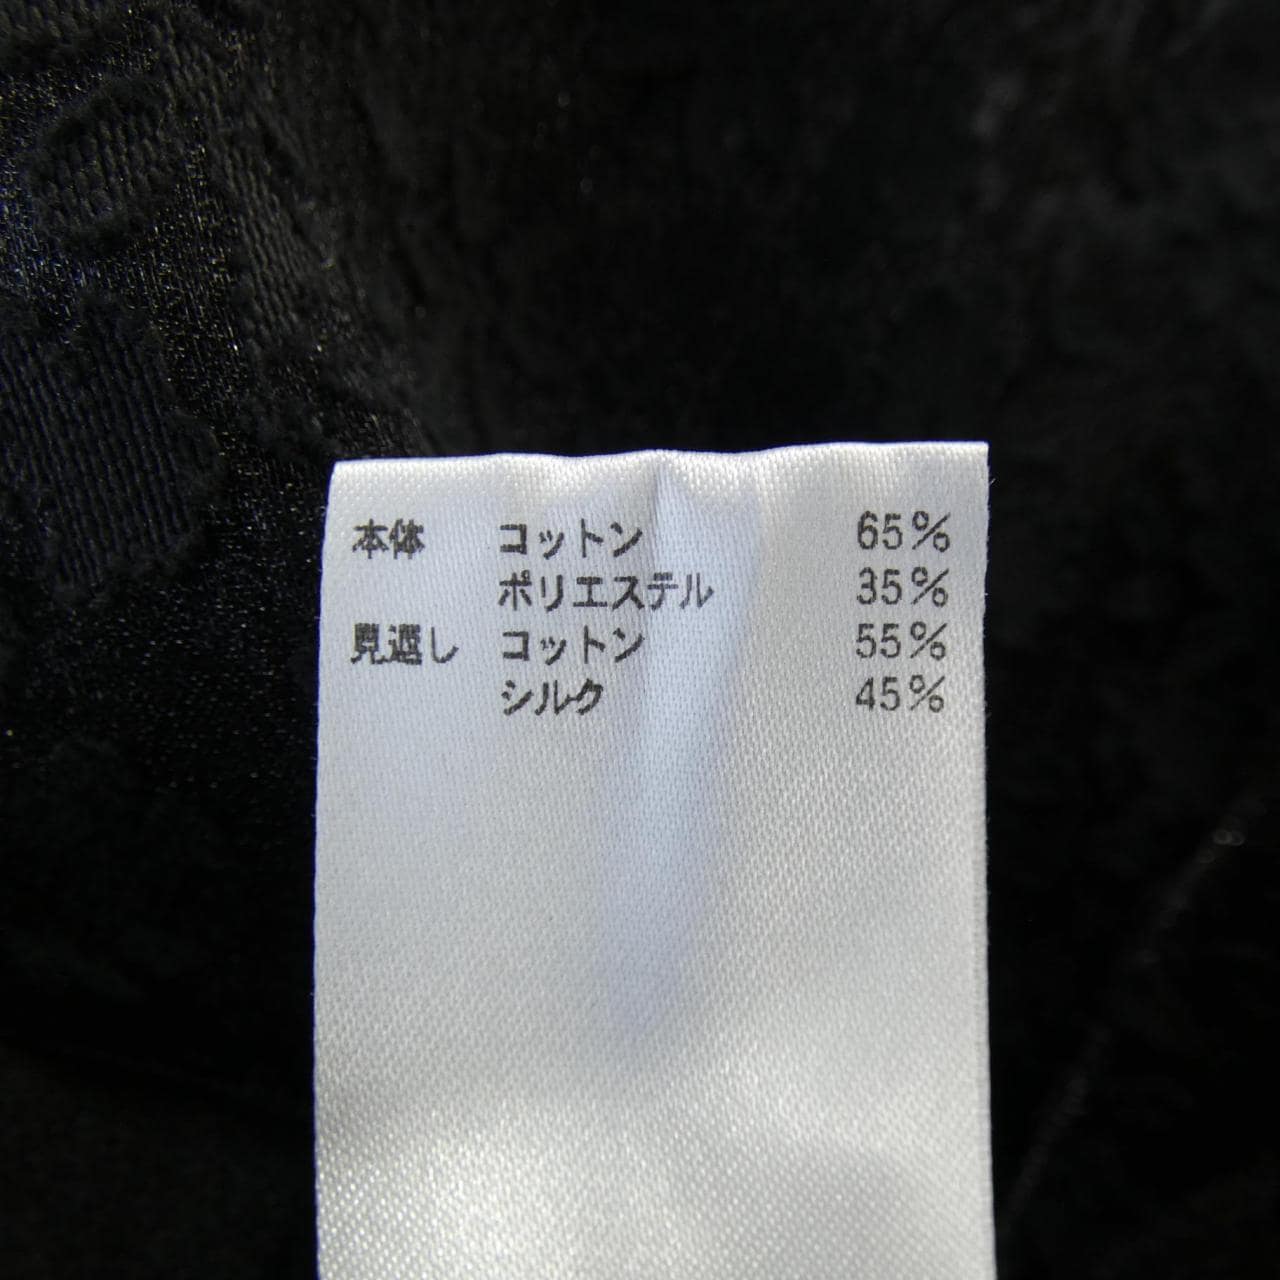 本体 コットン 65%
ポリエステル 35%
見返し コットン 55%
シルク 45%